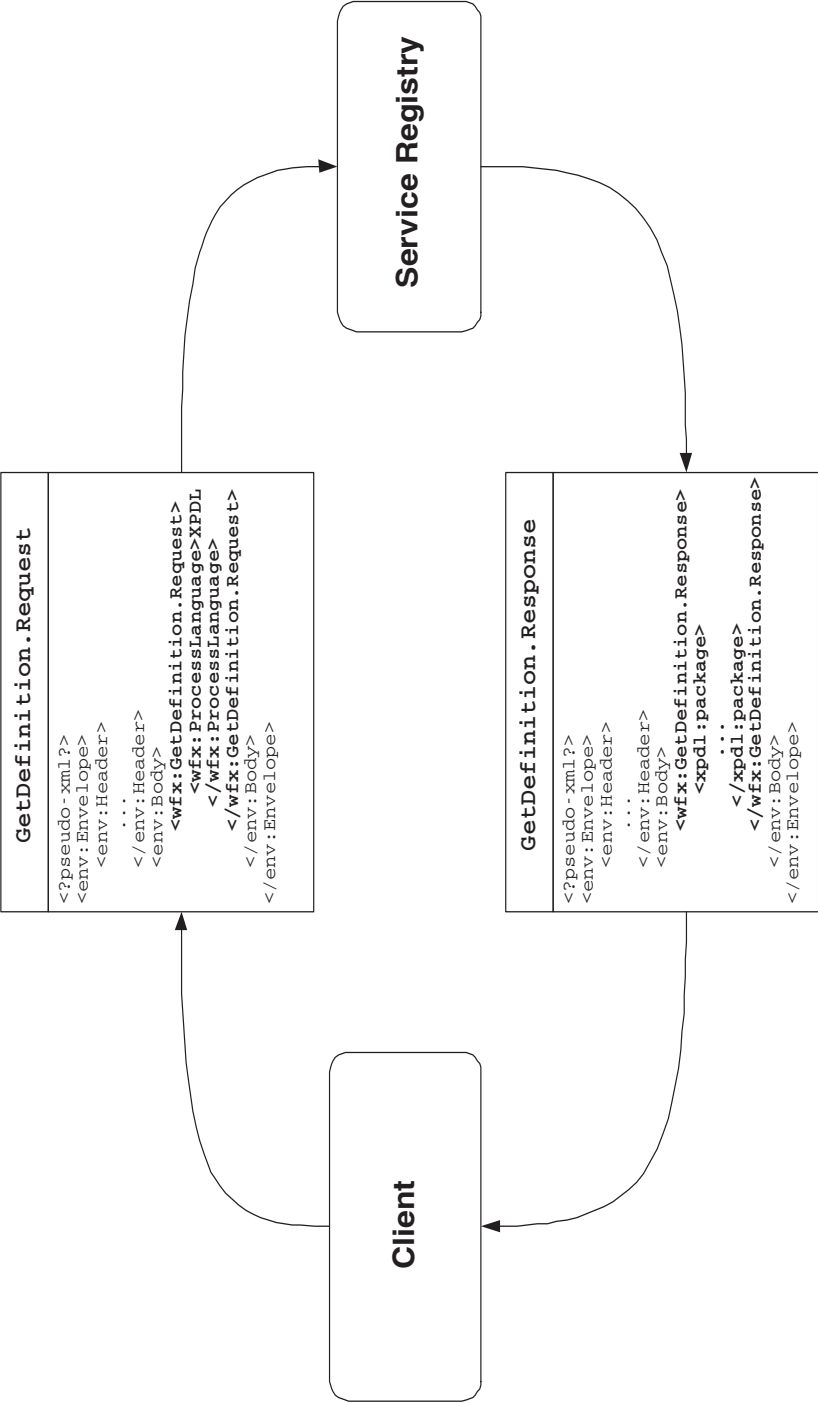 GetDefinition.Request
<?pseudo-xml?>
<env:Envelope>
<env:Header>
...
</env:Header>
<env:Body>
<wfx:GetDefinition.Request>
<wfx:ProcessLanguage>XPDL
</wfx:ProcessLanguage>
</wfx:GetDefinition.Request>
</env:Body>
</env:Envelope>
Client
Service Registry
GetDefinition.Response
<?pseudo-xml?>
<env:Envelope>
<env:Header>
...
</env:Header>
<env:Body>
<wfx:GetDefinition.Response>
<xpdl:package>
...
</xpdl:package>
</wfx:GetDefinition.Response>
</env:Body>
</env:Envelope>